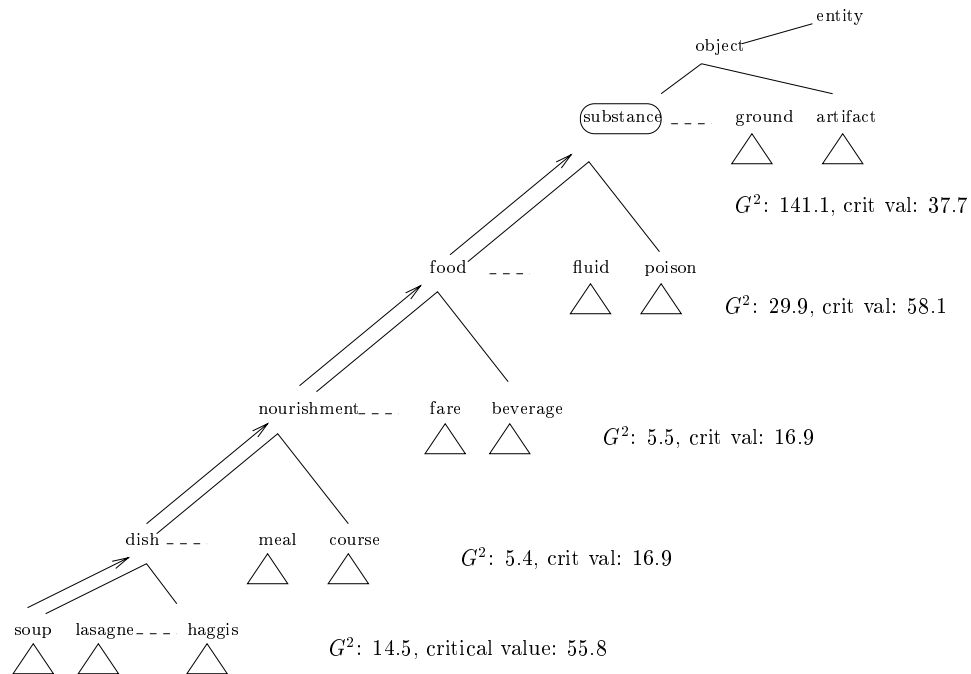 entity
object
substance ground artifact
G²: 141.1, crit val: 37.7
food fluid poison
G²: 29.9, crit val: 58.1
nourishment fare beverage
G²: 5.5, crit val: 16.9
dish meal course
G²: 5.4, crit val: 16.9
soup lasagne haggis
G²: 14.5, critical value: 55.8